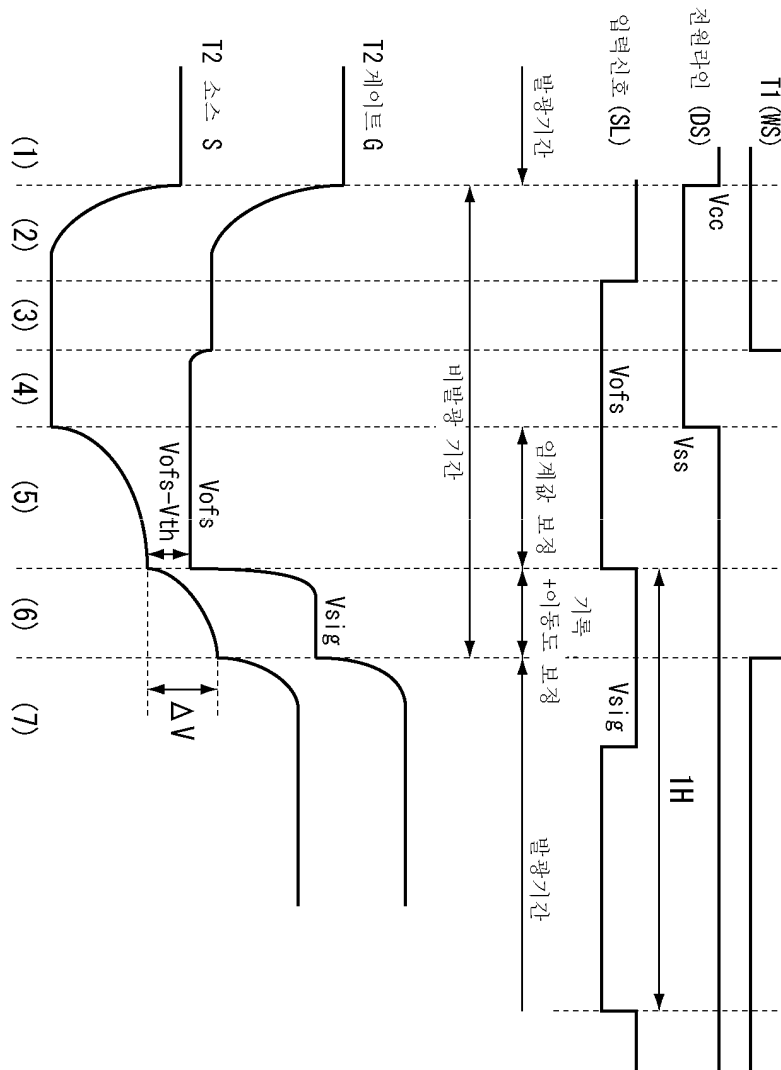 T1 (WS)
전원라인 (DS)
Vcc
Vss
입력신호 (SL)
Vofs
Vsig
1H
발광기간
임계값 보정
기록
+이동도 보정
발광기간
비발광 기간
T2 게이트 G
Vofs
Vsig
Vofs-Vth
T2 소스 S
ΔV
(1)
(2)
(3)
(4)
(5)
(6)
(7)